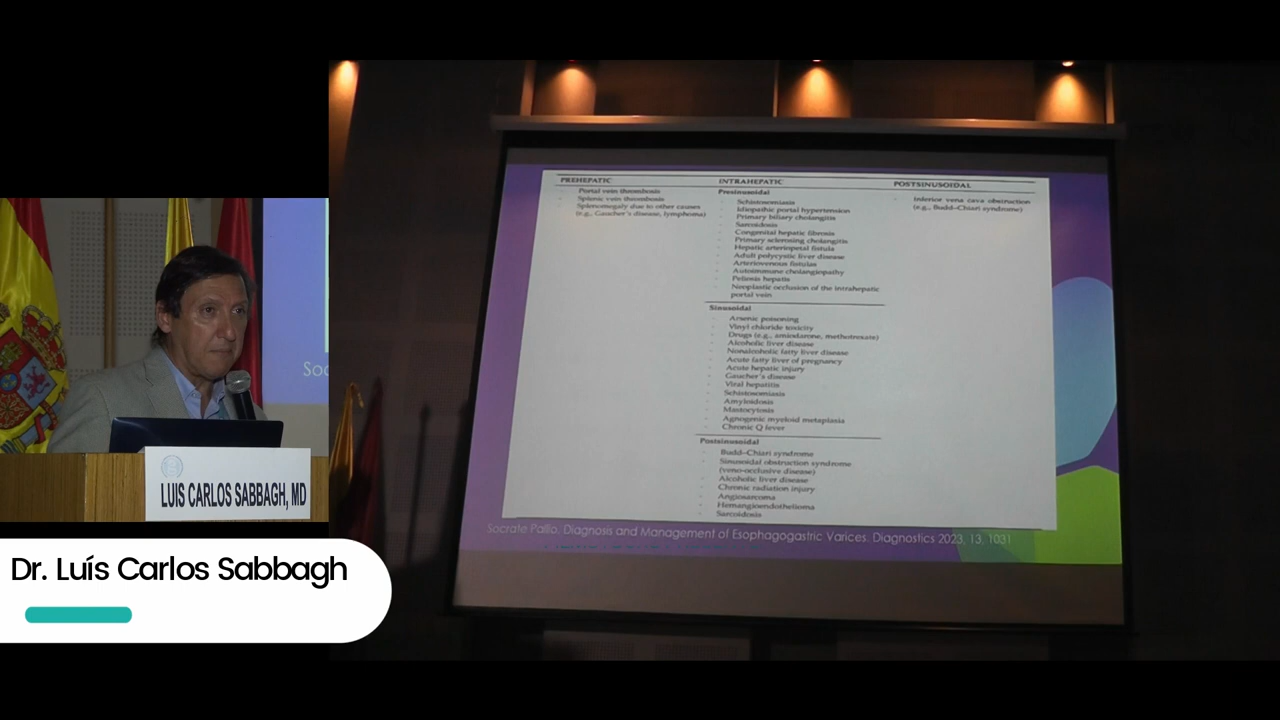 PREHEPATIC
Portal vein thrombosis
Splenic vein thrombosis
Splenomegaly due to other causes
(e.g., Gaucher's disease, lymphoma)
INTRAHEPATIC
Presinusoidal
Schistosomiasis
Idiopathic portal hypertension
Primary biliary cholangitis
Sarcoidosis
Congenital hepatic fibrosis
Primary sclerosing cholangitis
Hepatic arteriopetal fistula
Adult polycystic liver disease
Arteriovenous fistulas
Autoimmune cholangiopathy
Peliosis hepatis
Neoplastic occlusion of the intrahepatic
portal vein
Sinusoidal
Arsenic poisoning
Vinyl chloride toxicity
Drugs (e.g., amiodarone, methotrexate)
Alcoholic liver disease
Nonalcoholic fatty liver disease
Acute fatty liver of pregnancy
Acute hepatic injury
Gaucher's disease
Viral hepatitis
Schistosomiasis
Amyloidosis
Mastocytosis
Agnogenic myeloid metaplasia
Chronic Q fever
Postsinusoidal
Budd–Chiari syndrome
Sinusoidal obstruction syndrome
(veno-occlusive disease)
Alcoholic liver disease
Chronic radiation injury
Angiosarcoma
Hemangioendothelioma
Sarcoidosis
POSTSINUSOIDAL
Inferior vena cava obstruction
(e.g., Budd–Chiari syndrome)
Socrate Pallio. Diagnosis and Management of Esophagogastric Varices. Diagnostics 2023, 13, 1031
Soc
LUIS CARLOS SABBAGH, MD
Dr. Luís Carlos Sabbagh